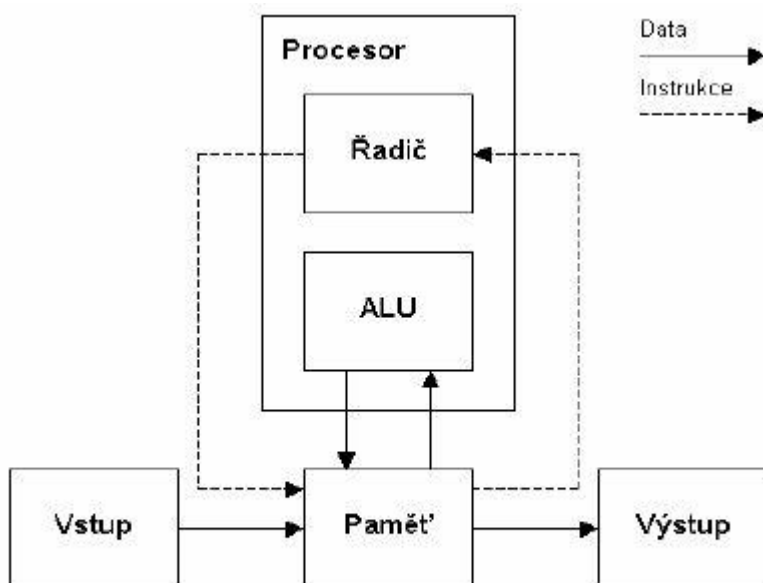 Procesor
Data
Instrukce
Řadič
ALU
Vstup
Paměť
Výstup